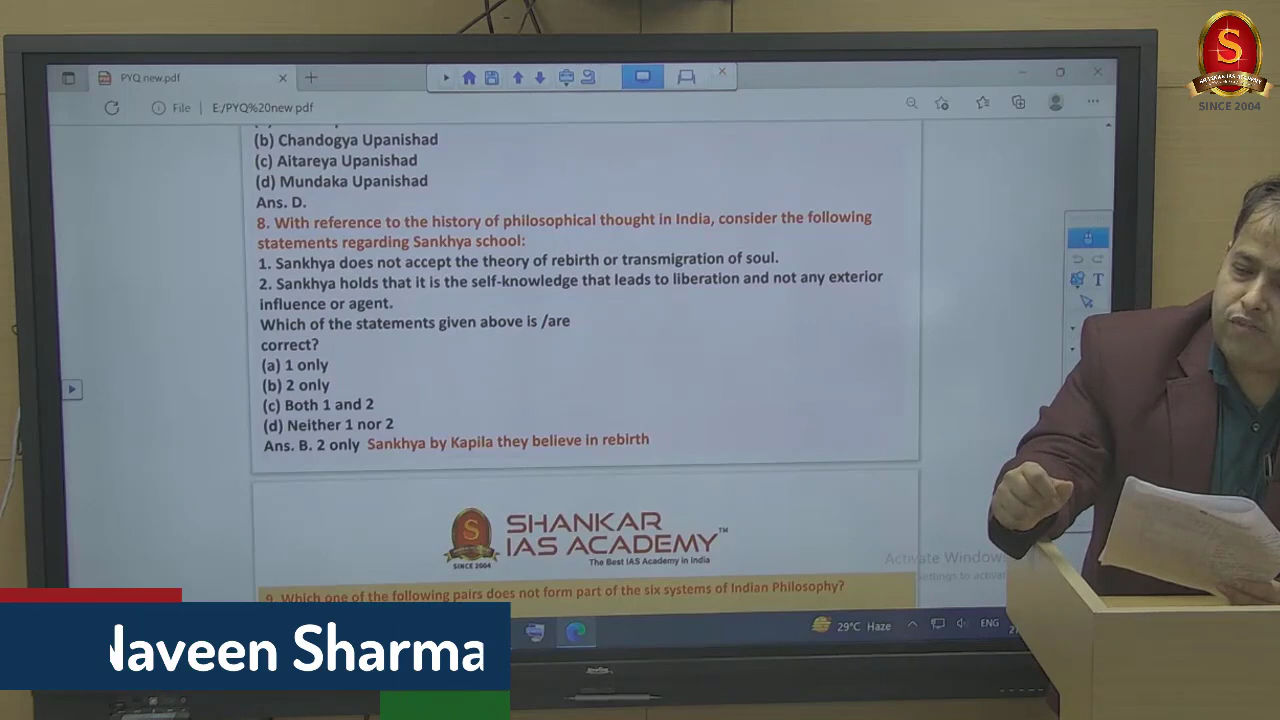 PYQ new.pdf
File | E:/PYQ%20new.pdf
(b) Chandogya Upanishad
(c) Aitareya Upanishad
(d) Mundaka Upanishad
Ans. D.
8. With reference to the history of philosophical thought in India, consider the following
statements regarding Sankhya school:
1. Sankhya does not accept the theory of rebirth or transmigration of soul.
2. Sankhya holds that it is the self-knowledge that leads to liberation and not any exterior
influence or agent.
Which of the statements given above is /are
correct?
(a) 1 only
(b) 2 only
(c) Both 1 and 2
(d) Neither 1 nor 2
Ans. B. 2 only Sankhya by Kapila they believe in rebirth
S
SINCE 2004
SHANKAR
IAS ACADEMY™
The Best IAS Academy in India
9. Which one of the following pairs does not form part of the six systems of Indian Philosophy?
Activate Windows
29°C Haze
ENG
T
S
SINCE 2004
Naveen Sharma